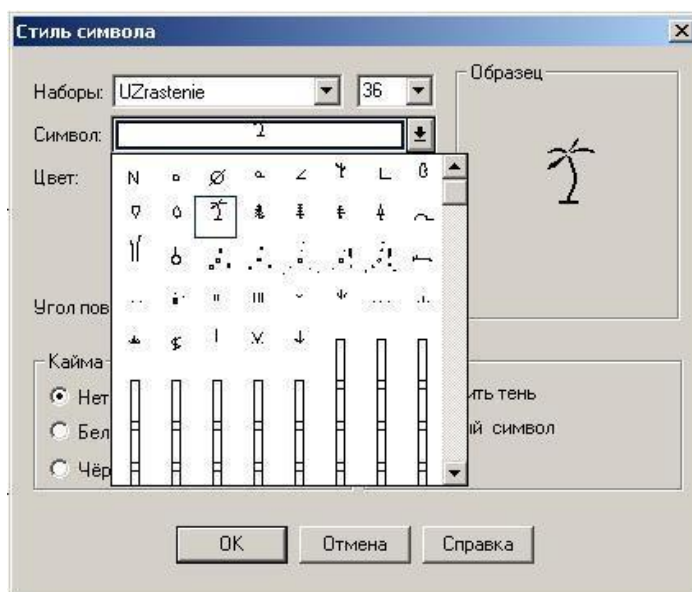 Стиль символа
Образец
Наборы: UZrastenie 36
Символ:
Цвет:
Угол пов
Кайма
Нет
ить тень
Бел
ый символ
Чёр
OK Отмена Справка